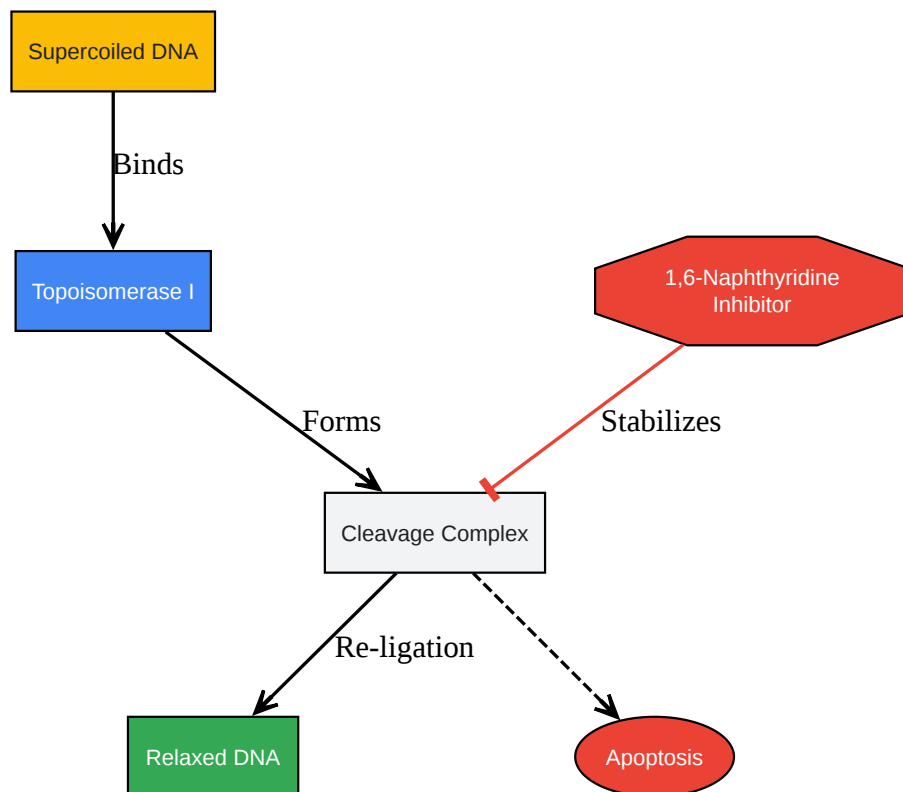 Supercoiled DNA
Binds
Topoisomerase I
1,6-Naphthyridine
Inhibitor
Forms
Stabilizes
Cleavage Complex
Re-ligation
Relaxed DNA
Apoptosis